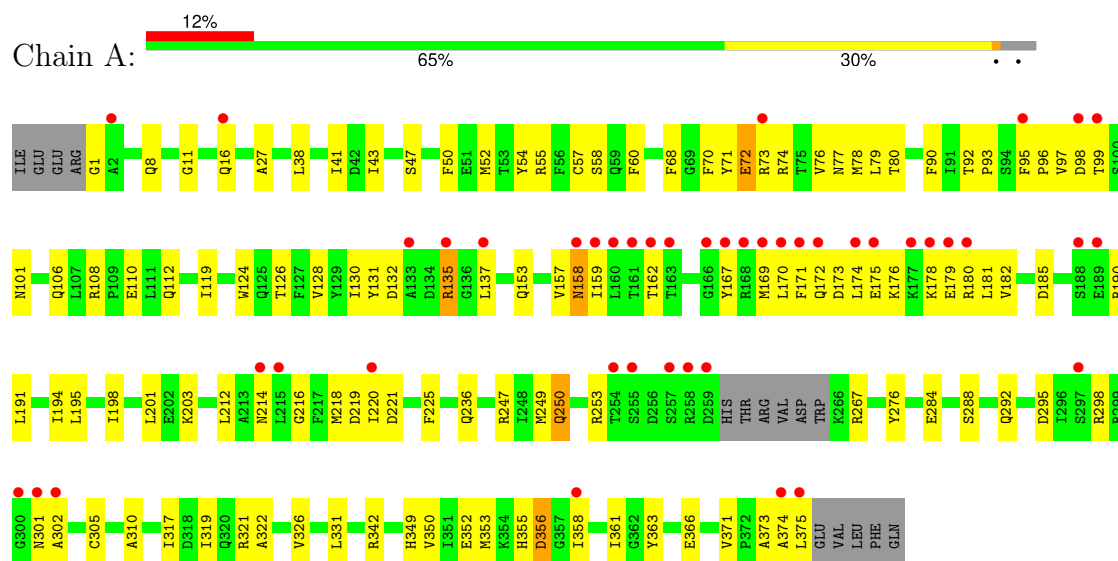 12%
Chain A:
65% 30% • •
ILE GLU GLU ARG G1 A2 Q8 G11 Q16 A27 L38 I41 D42 I43 S47 F50 E51 M52 T53 Y54 R55 F56 C57 S58 Q59 F60 F68 G69 F70 Y71 E72 R73 R74 T75 V76 N77 M78 L79 T80 F90 I91 T92 P93 S94 F95 P96 V97 D98 T99 S100
N101 Q106 L107 R108 P109 E110 L111 Q112 I119 W124 Q125 T126 F127 V128 Y129 I130 Y131 D132 A133 D134 R135 G136 L137 Q153 V157 N158 I159 L160 T161 T162 T163 G166 Y167 R168 M169 L170 F171 Q172 D173 L174 E175 K176 K177 K178 E179 R180 L181 V182 D185 S188 E189
L191 I194 L195 I198 L201 E202 K203 L212 A213 N214 L215 G216 F217 M218 D219 I220 D221 F225 Q236 R247 I248 M249 Q250 R253 T254 S255 D256 S257 R258 D259 HIS THR ARG VAL ASP TRP K266 R267 Y276 E284 S288 Q292 D295 I296 S297 R298
G300 N301 A302 C305 A310 I317 D318 I319 Q320 R321 A322 V326 L331 R342 H349 V350 I351 E352 M353 K354 H355 D356 G357 I358 I361 G362 Y363 E366 V371 P372 A373 A374 L375 GLU VAL LEU PHE GLN